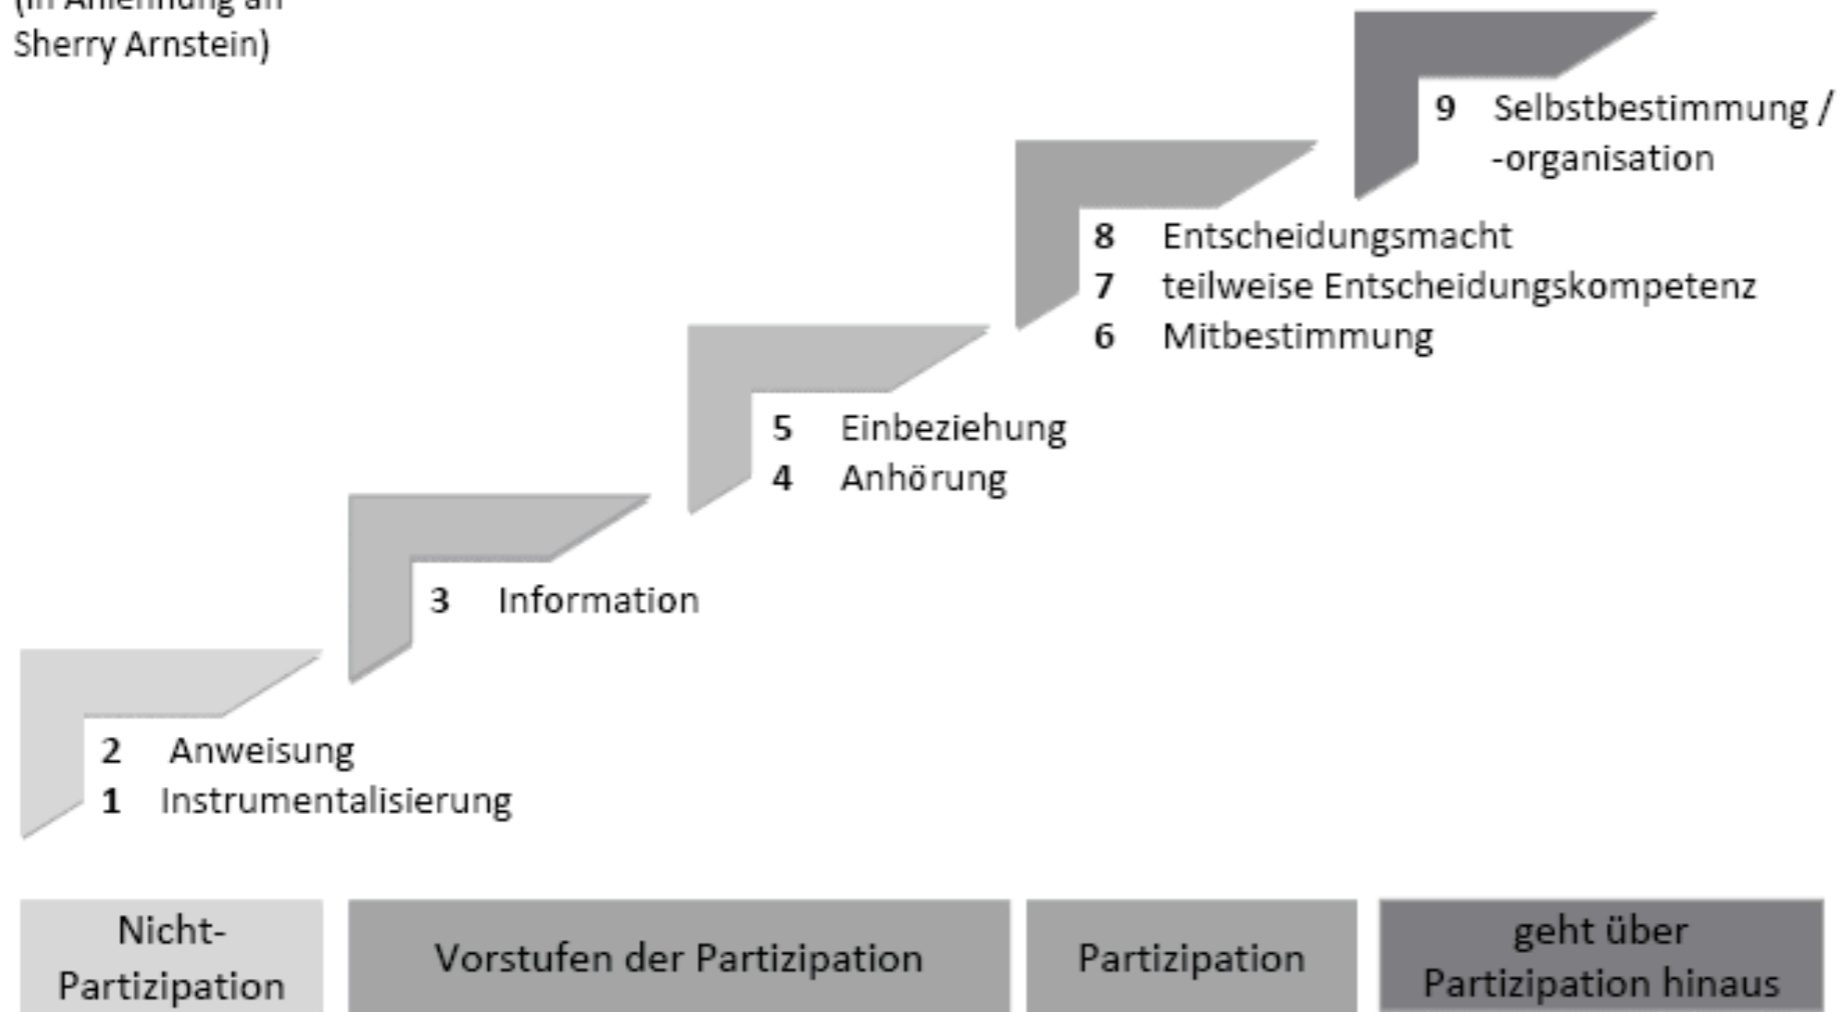 Sherry Arnstein)
9 Selbstbestimmung /
-organisation
8 Entscheidungsmacht
7 teilweise Entscheidungskompetenz
6 Mitbestimmung
5 Einbeziehung
4 Anhörung
3 Information
2 Anweisung
1 Instrumentalisierung
Nicht-
Partizipation
Vorstufen der Partizipation
Partizipation
geht über
Partizipation hinaus